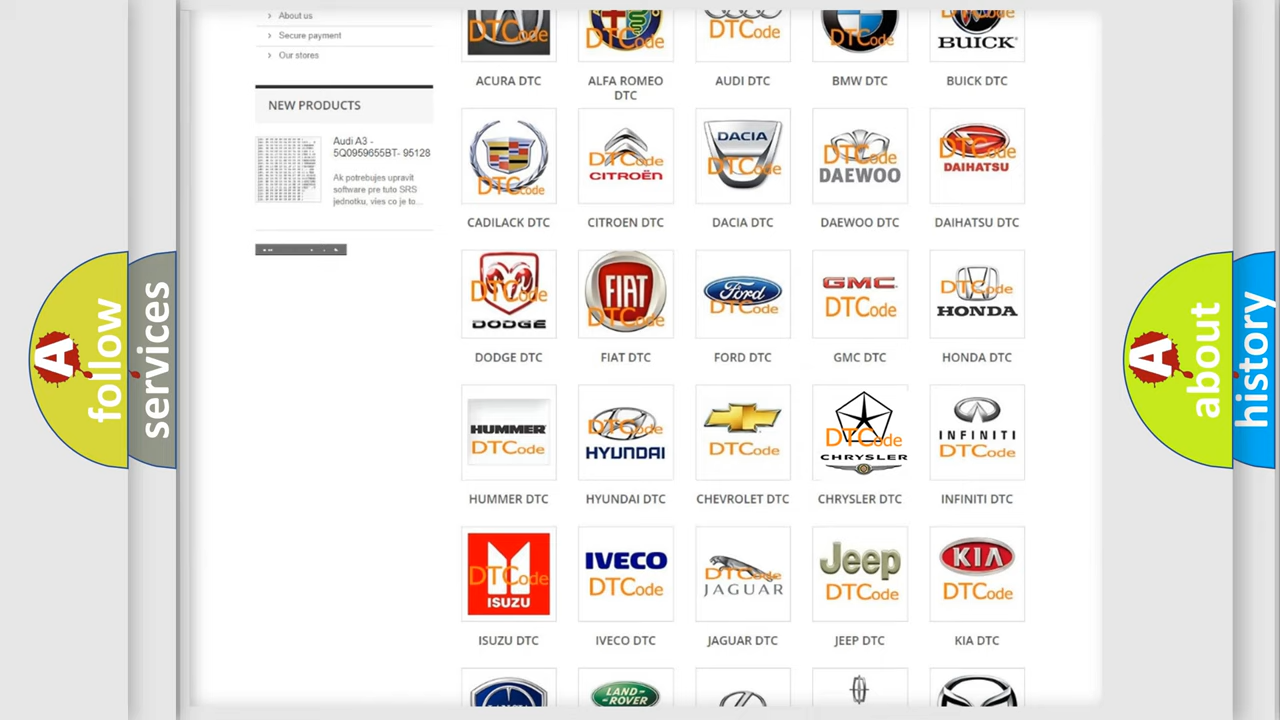 About us
Secure payment
Our stores
NEW PRODUCTS
Audi A3 -
5Q0959655BT- 95128
Ak potrebujes upravit
software pre tuto SRS
jednotku, vies co je to...
A follow
services
A about
history
DTCode DTCode DTCode DTCode BUICK
ACURA DTC ALFA ROMEO DTC AUDI DTC BMW DTC BUICK DTC
DTCode DTCode CITROËN DACIA DTCode DTCode DAEWOO DTCode DAIHATSU
CADILACK DTC CITROEN DTC DACIA DTC DAEWOO DTC DAIHATSU DTC
DTCode DODGE FIAT DTCode Ford DTCode GMC DTCode DTCode HONDA
DODGE DTC FIAT DTC FORD DTC GMC DTC HONDA DTC
HUMMER DTCode DTCode HYUNDAI DTCode DTCode CHRYSLER INFINITI DTCode
HUMMER DTC HYUNDAI DTC CHEVROLET DTC CHRYSLER DTC INFINITI DTC
DTCode ISUZU IVECO DTCode DTCode JAGUAR Jeep DTCode KIA DTCode
ISUZU DTC IVECO DTC JAGUAR DTC JEEP DTC KIA DTC
LAND-
ROVER